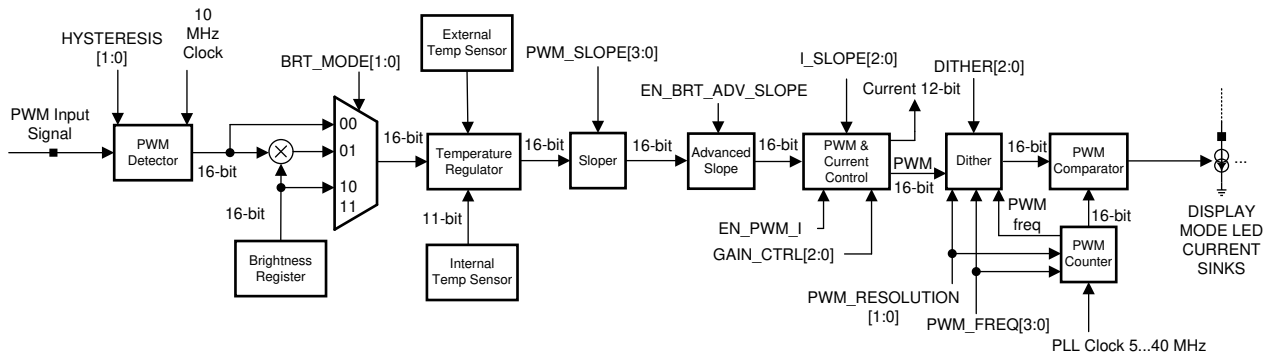 HYSTERESIS
[1:0]
10
MHz
Clock
BRT_MODE[1:0]
External
Temp Sensor
PWM_SLOPE[3:0]
EN_BRT_ADV_SLOPE
I_SLOPE[2:0]
Current 12-bit
DITHER[2:0]
PWM Input
Signal
PWM
Detector
16-bit
00
01
10
11
16-bit
Temperature
Regulator
16-bit
Sloper
16-bit
Advanced
Slope
16-bit
PWM &
Current
Control
PWM
16-bit
Dither
16-bit
PWM
Comparator
...
16-bit
Brightness
Register
11-bit
Internal
Temp Sensor
EN_PWM_I
GAIN_CTRL[2:0]
PWM
freq
16-bit
PWM
Counter
DISPLAY
MODE LED
CURRENT
SINKS
PWM_RESOLUTION
[1:0]
PWM_FREQ[3:0]
PLL Clock 5...40 MHz